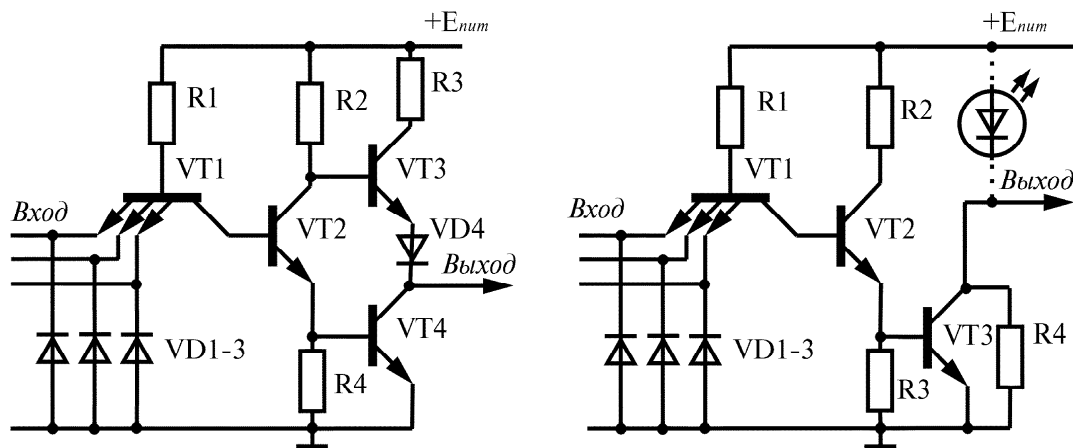 +Eпит
R1
R2
R3
VT1
VT3
Вход
VT2
VD4
Выход
VT4
VD1-3
R4
+Eпит
R1
R2
VT1
Выход
Вход
VT2
VD1-3
VT3
R4
R3